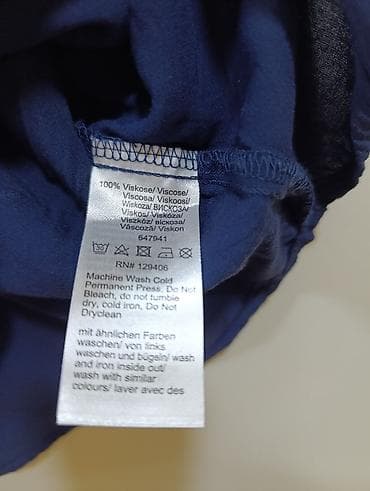 100% Viskose/ Viscose/
Viscosa/ Viskoosi/
Wiskoza/ ВИСКОЗА/
Viskos/ Viskóza/
Viszkóz/ віскоза/
Vâscoză/ Viskon
647941
RN# 129406
Machine Wash Cold
Permanent Press, Do Not
Bleach, do not tumble
dry, cold iron, Do Not
Dryclean
mit ähnlichen Farben
waschen/ von links
waschen und bügeln/ wash
and iron inside out/
wash with similar
colours/ laver avec des